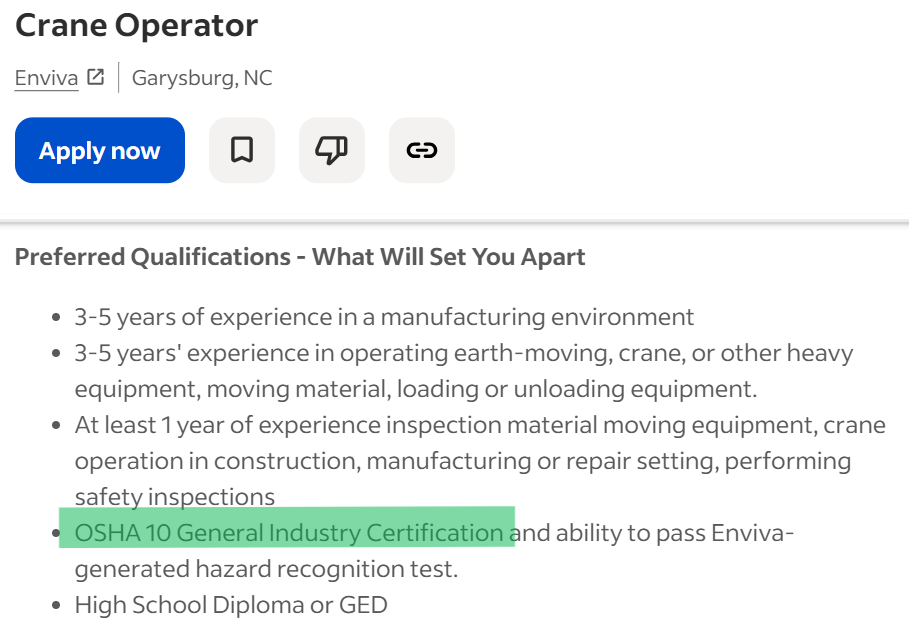 Crane Operator
Enviva Garysburg, NC
Apply now
Preferred Qualifications - What Will Set You Apart
• 3-5 years of experience in a manufacturing environment
• 3-5 years' experience in operating earth-moving, crane, or other heavy
equipment, moving material, loading or unloading equipment.
• At least 1 year of experience inspection material moving equipment, crane
operation in construction, manufacturing or repair setting, performing
safety inspections
• OSHA 10 General Industry Certification and ability to pass Enviva-
generated hazard recognition test.
• High School Diploma or GED